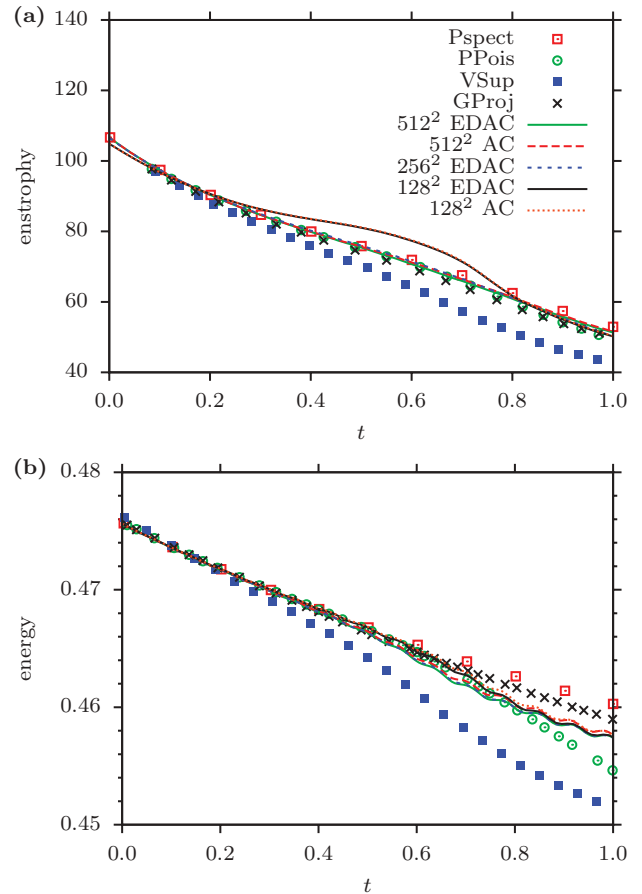 (a)
140
120
100
80
60
40
enstrophy
0.0 0.2 0.4 0.6 0.8 1.0
t
Pspect
PPois
VSup
GProj
512² EDAC
512² AC
256² EDAC
128² EDAC
128² AC
(b)
0.48
0.47
0.46
0.45
energy
0.0 0.2 0.4 0.6 0.8 1.0
t